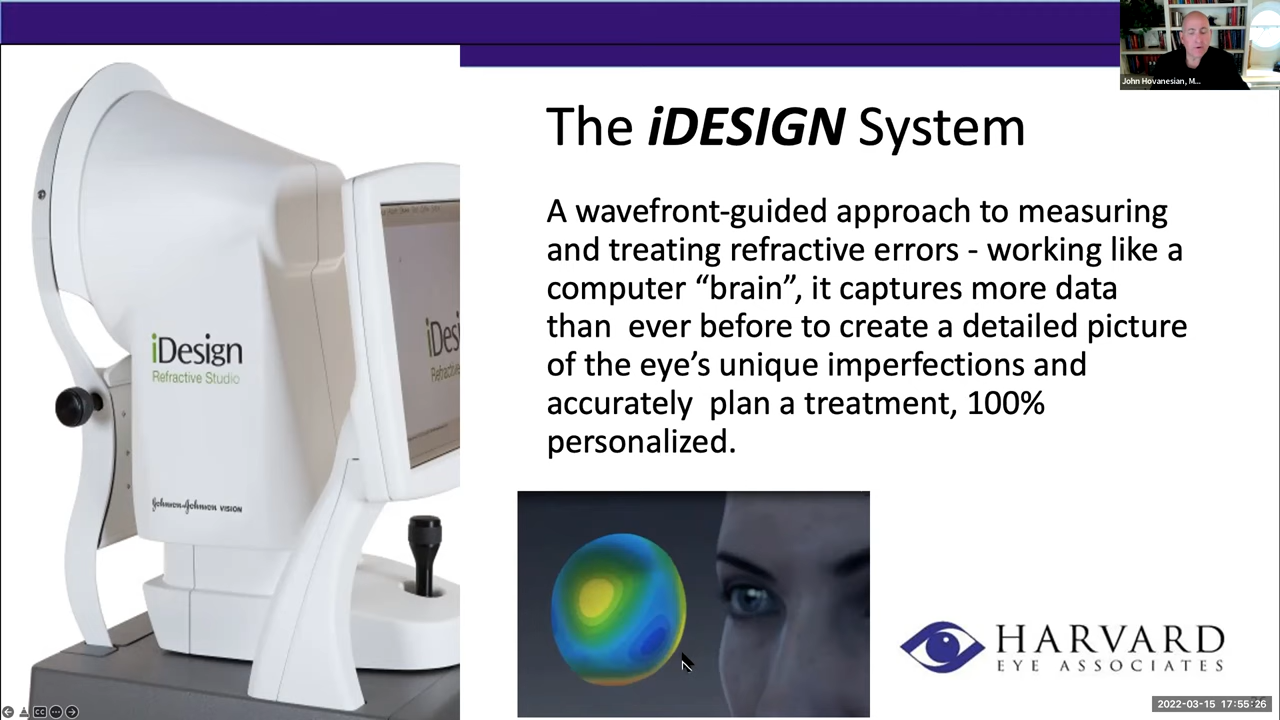 John Hovanesian, M...
The iDESIGN System
A wavefront-guided approach to measuring
and treating refractive errors - working like a
computer “brain”, it captures more data
than  ever before to create a detailed picture
of the eye’s unique imperfections and
accurately  plan a treatment, 100%
personalized.
iDesign
Refractive Studio
Johnson & Johnson VISION
iDesi
Refractive
HARVARD
EYE ASSOCIATES
2022-03-15 17:55:26